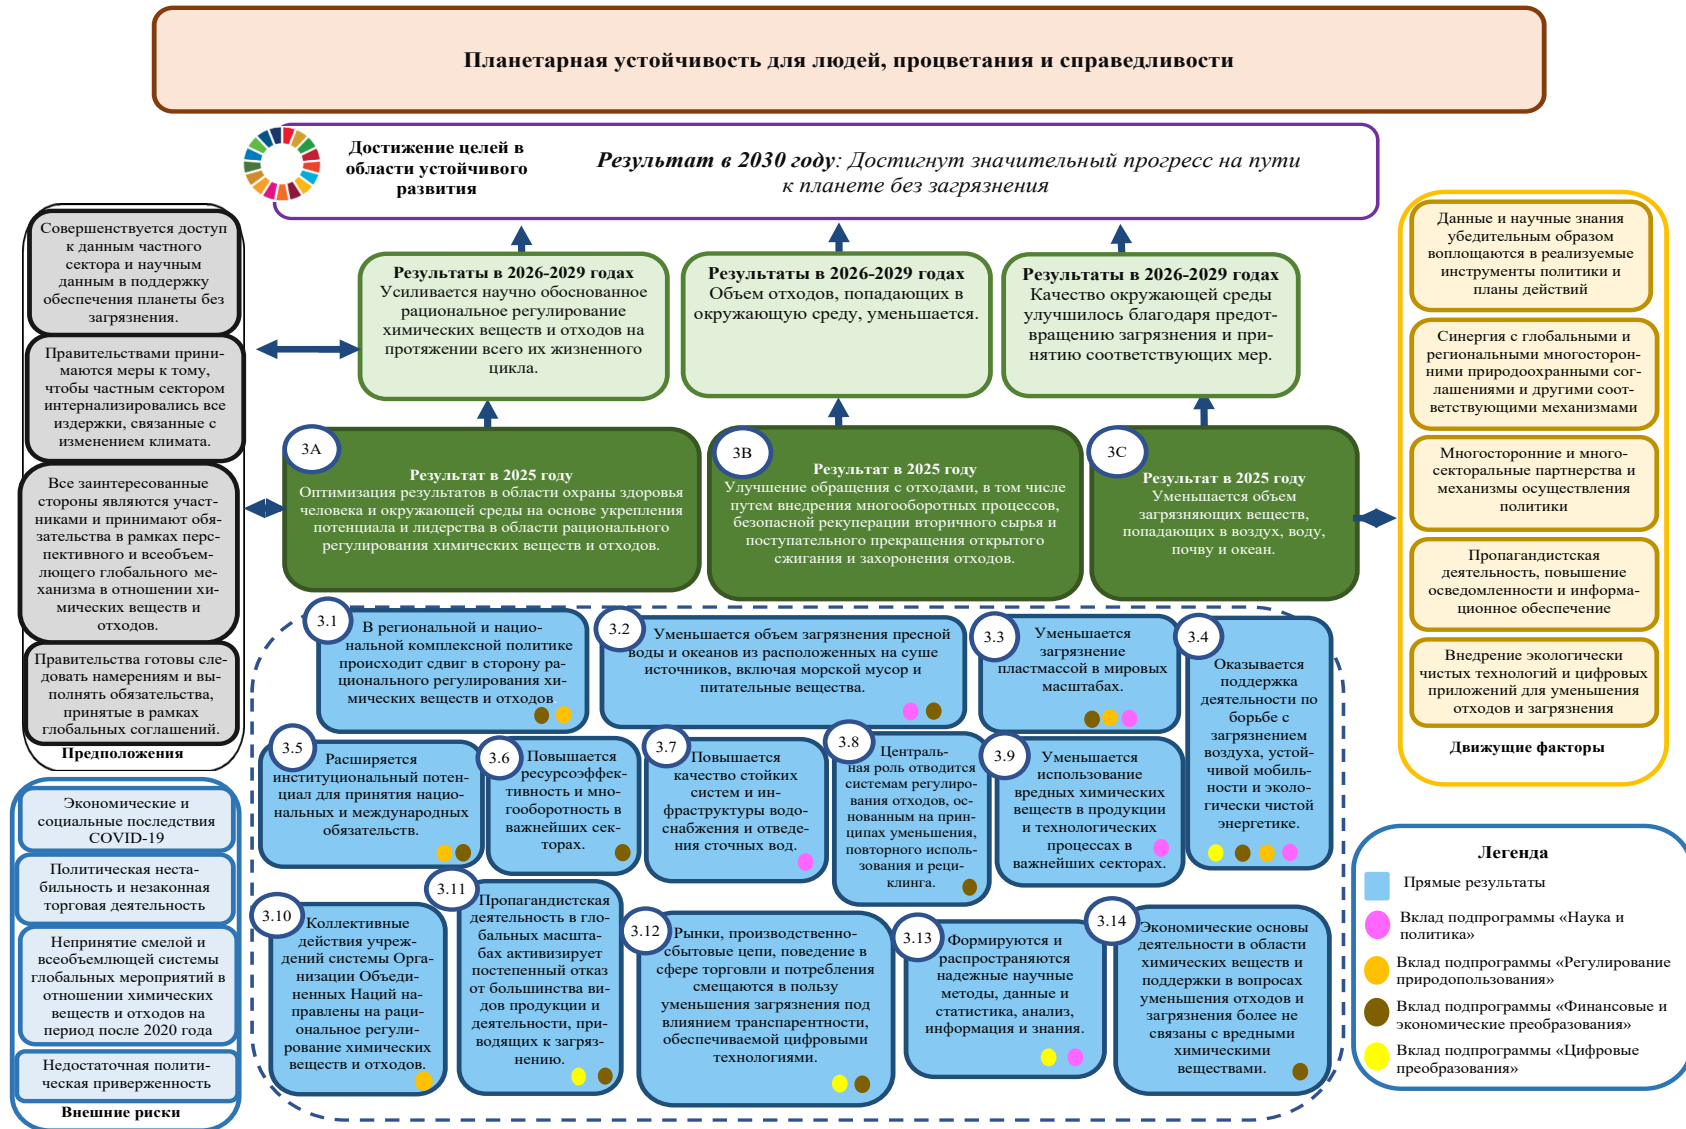 Планетарная устойчивость для людей, процветания и справедливости
Достижение целей в
области устойчивого
развития
Результат в 2030 году: Достигнут значительный прогресс на пути
к планете без загрязнения
Совершенствуется доступ
к данным частного
сектора и научным
данным в поддержку
обеспечения планеты без
загрязнения.
Правительствами прини-
маются меры к тому,
чтобы частным сектором
интернализировались все
издержки, связанные с
изменением климата.
Все заинтересованные
стороны являются участ-
никами и принимают обя-
зательства в рамках перс-
пективного и всеобъем-
лющего глобального ме-
ханизма в отношении хи-
мических веществ и
отходов.
Правительства готовы сле-
довать намерениям и вы-
полнять обязательства,
принятые в рамках
глобальных соглашений.
Предположения
Экономические и
социальные последствия
COVID-19
Политическая неста-
бильность и незаконная
торговая деятельность
Непринятие смелой и
всеобъемлющей системы
глобальных мероприятий в
отношении химических
веществ и отходов на
период после 2020 года
Недостаточная полити-
ческая приверженность
Внешние риски
Результаты в 2026-2029 годах
Усиливается научно обоснованное
рациональное регулирование
химических веществ и отходов на
протяжении всего их жизненного
цикла.
Результаты в 2026-2029 годах
Объем отходов, попадающих в
окружающую среду, уменьшается.
Результаты в 2026-2029 годах
Качество окружающей среды
улучшилось благодаря предот-
вращению загрязнения и при-
нятию соответствующих мер.
3A
Результат в 2025 году
Оптимизация результатов в области охраны здоровья
человека и окружающей среды на основе укрепления
потенциала и лидерства в области рационального
регулирования химических веществ и отходов.
3B
Результат в 2025 году
Улучшение обращения с отходами, в том числе
путем внедрения многооборотных процессов,
безопасной рекуперации вторичного сырья и
поступательного прекращения открытого
сжигания и захоронения отходов.
3C
Результат в 2025 году
Уменьшается объем
загрязняющих веществ,
попадающих в воздух, воду,
почву и океан.
3.1
В региональной и нацио-
нальной комплексной политике
происходит сдвиг в сторону ра-
ционального регулирования хи-
мических веществ и отходов
3.2
Уменьшается объем загрязнения пресной
воды и океанов из расположенных на суше
источников, включая морской мусор и
питательные вещества.
3.3
Уменьшается
загрязнение
пластмассой в мировых
масштабах.
3.4
Оказывается
поддержка
деятельности по
борьбе с
загрязнением
воздуха, устой-
чивой мобиль-
ности и эколо-
гически чистой
энергетике.
3.5
Расширяется
институциональный потен-
циал для принятия нацио-
нальных и международных
обязательств.
3.6
Повышается
ресурсоэффек-
тивность и мно-
гооборотность в
важнейших сек-
торах.
3.7
Повышается
качество стойких
систем и ин-
фраструктуры водо-
снабжения и отведе-
ния сточных вод.
3.8
Централь-
ная роль отводится
системам регулиро-
вания отходов, ос-
нованным на прин-
ципах уменьшения,
повторного исполь-
зования и реци-
клинга.
3.9
Уменьшается
использование
вредных химических
веществ в продукции
и технологических
процессах в
важнейших секторах.
3.10
Коллективные
действия учреж-
дений системы Орга-
низации Объеди-
ненных Наций на-
правлены на раци-
ональное регули-
рование химических
веществ и отходов.
3.11
Пропагандистская
деятельность в гло-
бальных масшта-
бах активизирует
постепенный отказ
от большинства ви-
дов продукции и
деятельности, при-
водящих к загряз-
нению.
3.12
Рынки, производственно-
сбытовые цепи, поведение в
сфере торговли и потребления
смещаются в пользу
уменьшения загрязнения под
влиянием транспарентности,
обеспечиваемой цифровыми
технологиями.
3.13
Формируются и
распространяются
надежные научные
методы, данные и
статистика, анализ,
информация и знания.
3.14
Экономические основы
деятельности в области
химических веществ и
поддержки в вопросах
уменьшения отходов и
загрязнения более не
связаны с вредными
химическими
веществами.
Данные и научные знания
убедительным образом
воплощаются в реализуемые
инструменты политики и
планы действий
Синергия с глобальными и
региональными многосторон-
ними природоохранными сог-
лашениями и другими соот-
ветствующими механизмами
Многосторонние и много-
секторальные партнерства и
механизмы осуществления
политики
Пропагандистская
деятельность, повышение
осведомленности и информа-
ционное обеспечение
Внедрение экологически
чистых технологий и цифровых
приложений для уменьшения
отходов и загрязнения
Движущие факторы
Легенда
Прямые результаты
Вклад подпрограммы «Наука и
политика»
Вклад подпрограммы «Регулирование
природопользования»
Вклад подпрограммы «Финансовые и
экономические преобразования»
Вклад подпрограммы «Цифровые
преобразования»